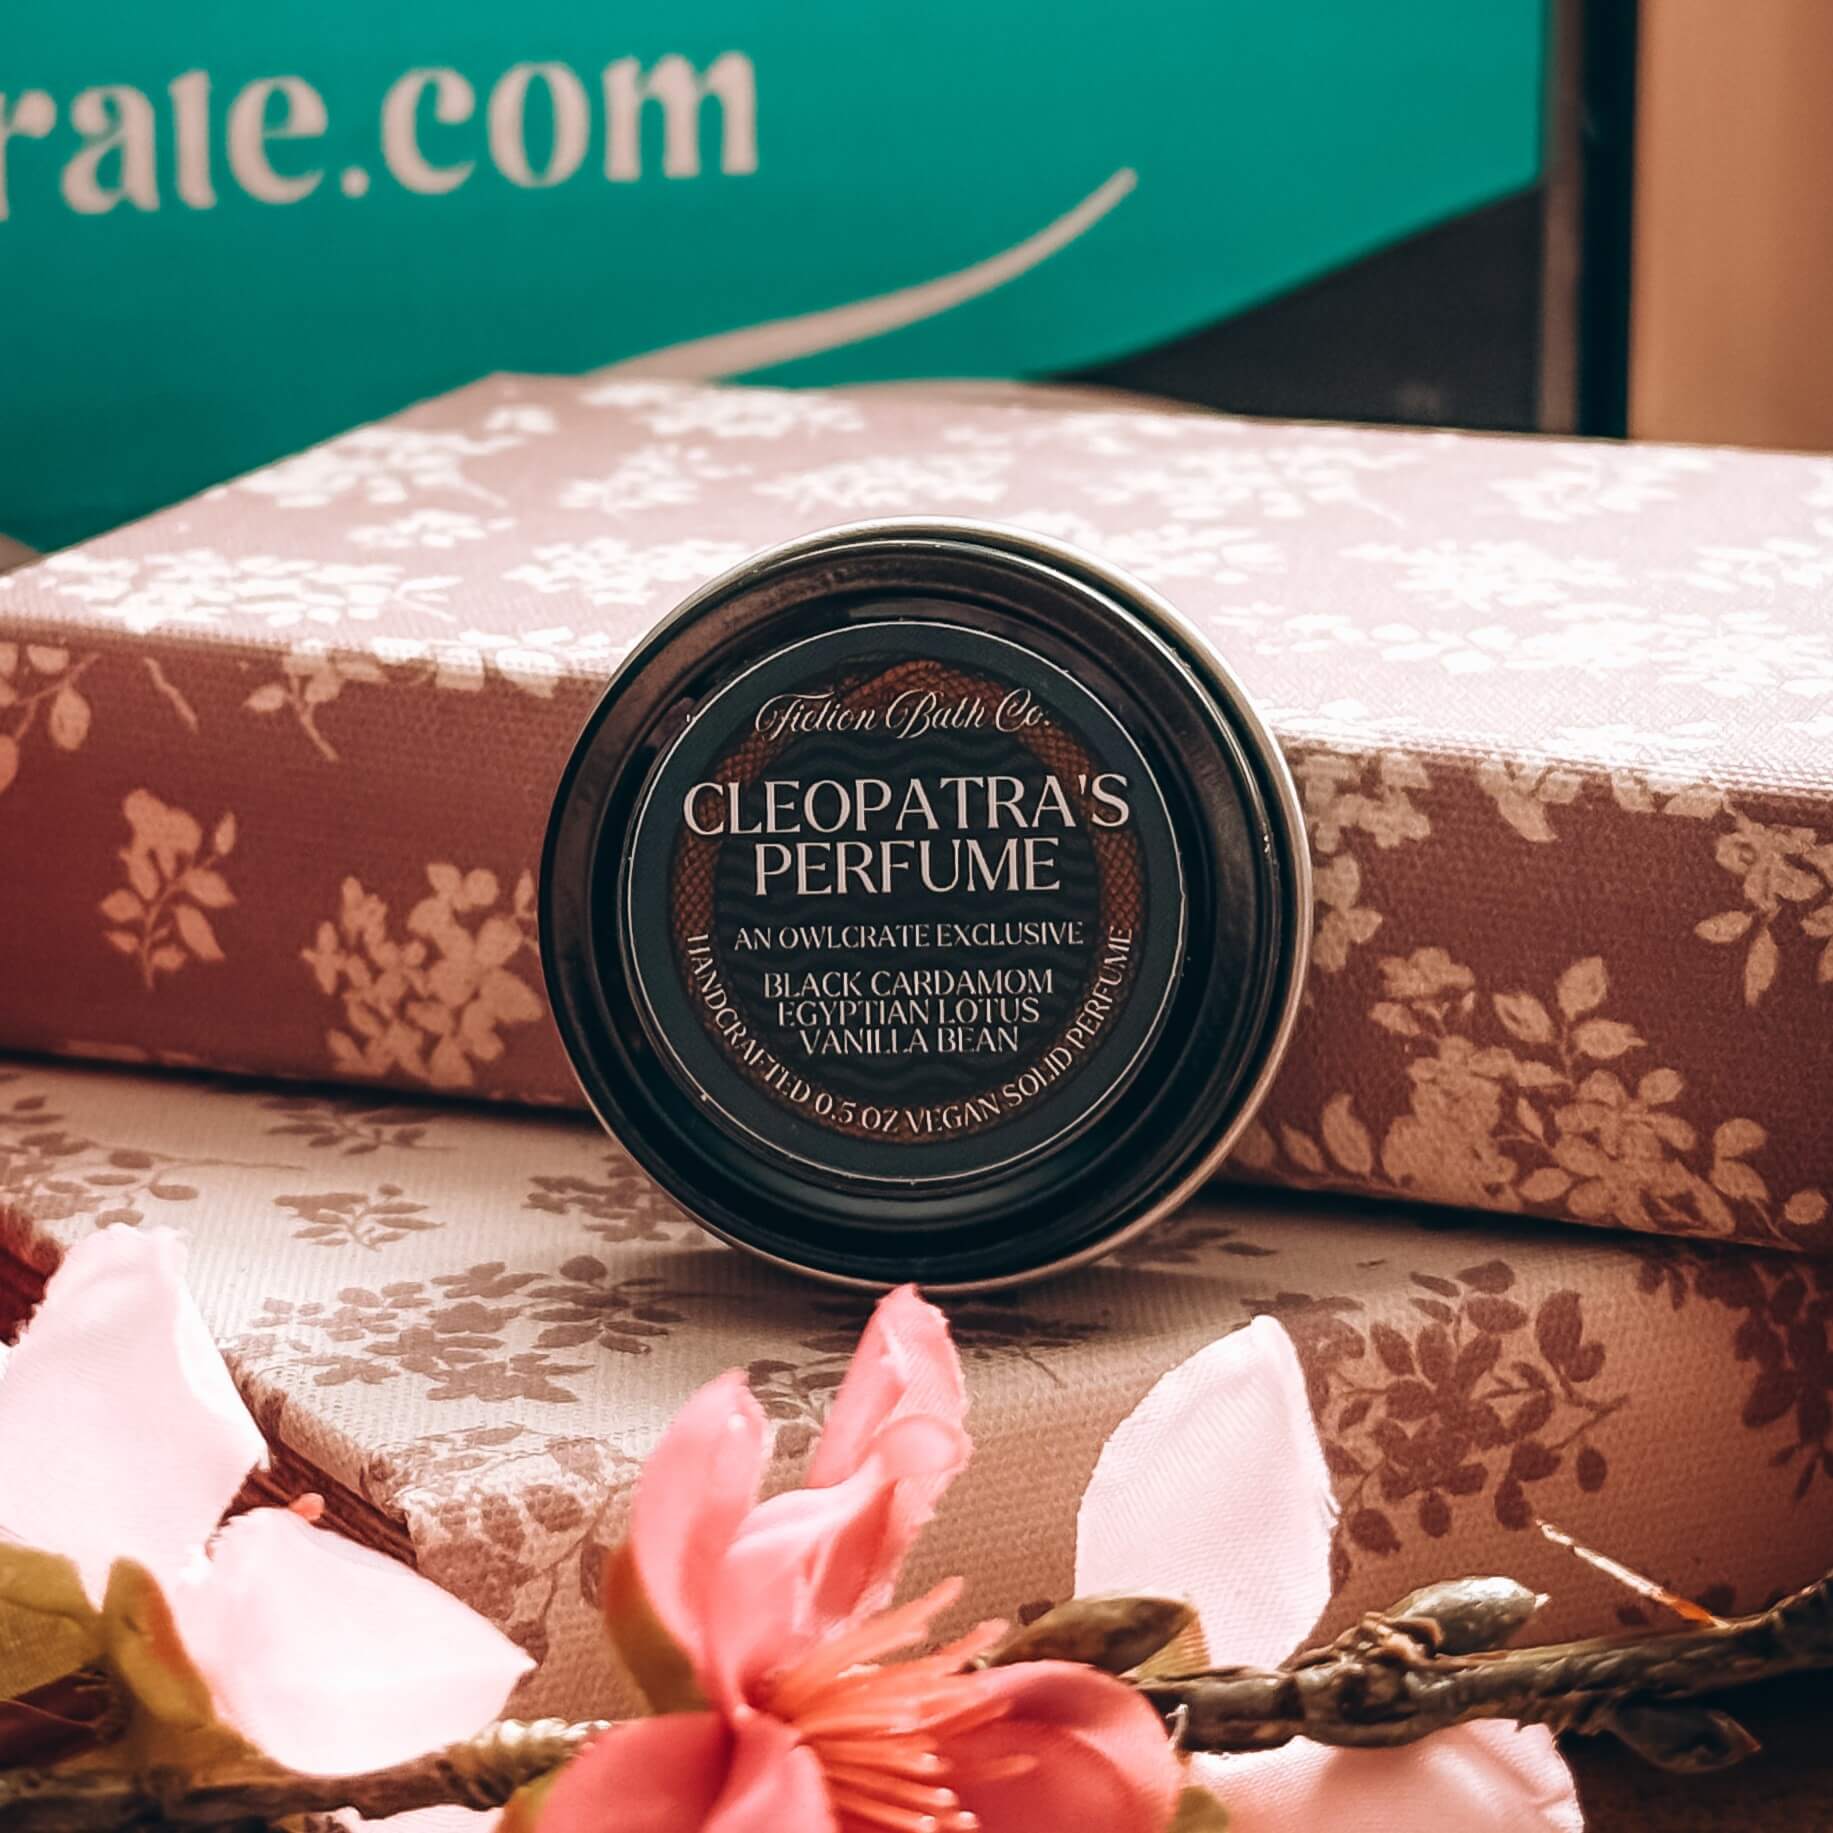 rate.com
Fiction Bath Co.
CLEOPATRA'S
PERFUME
AN OWLCRATE EXCLUSIVE
BLACK CARDAMOM
EGYPTIAN LOTUS
VANILLA BEAN
HANDCRAFTED 0.5 OZ VEGAN SOLID PERFUME